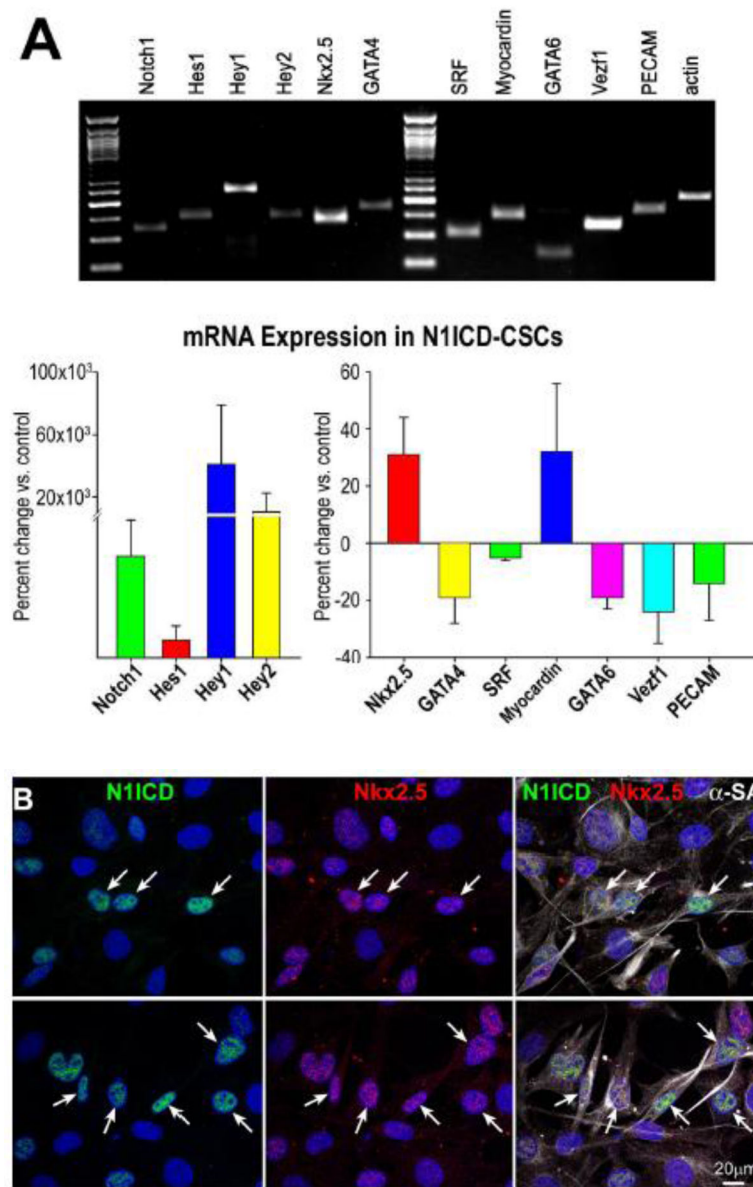 A
Notch1 Hes1 Hey1 Hey2 Nkx2.5 GATA4 SRF Myocardin GATA6 Vezf1 PECAM actin
mRNA Expression in N1ICD-CSCs
Percent change vs. control
100x10³
60x10³
20x10³
Notch1 Hes1 Hey1 Hey2
Percent change vs. control
60
40
20
0
-20
-40
Nkx2.5 GATA4 SRF Myocardin GATA6 Vezf1 PECAM
B N1ICD Nkx2.5 N1ICD Nkx2.5 α-SA
20µm